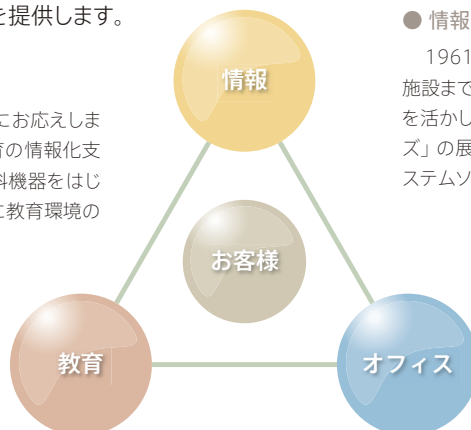 を提供します。
● 情報
1961
施設まで
を活かし
ズ」の展
ステムソ
にお応えしま
育の情報化支
科機器をはじ
に教育環境の
情報
お客様
教育
オフィス